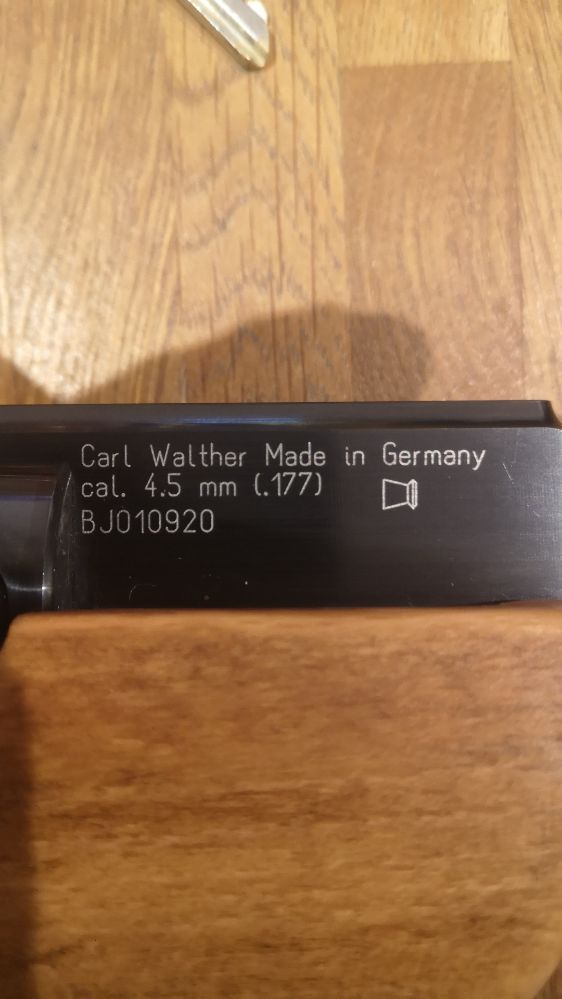 Carl Walther Made in Germany
cal. 4.5 mm (.177)
BJ010920